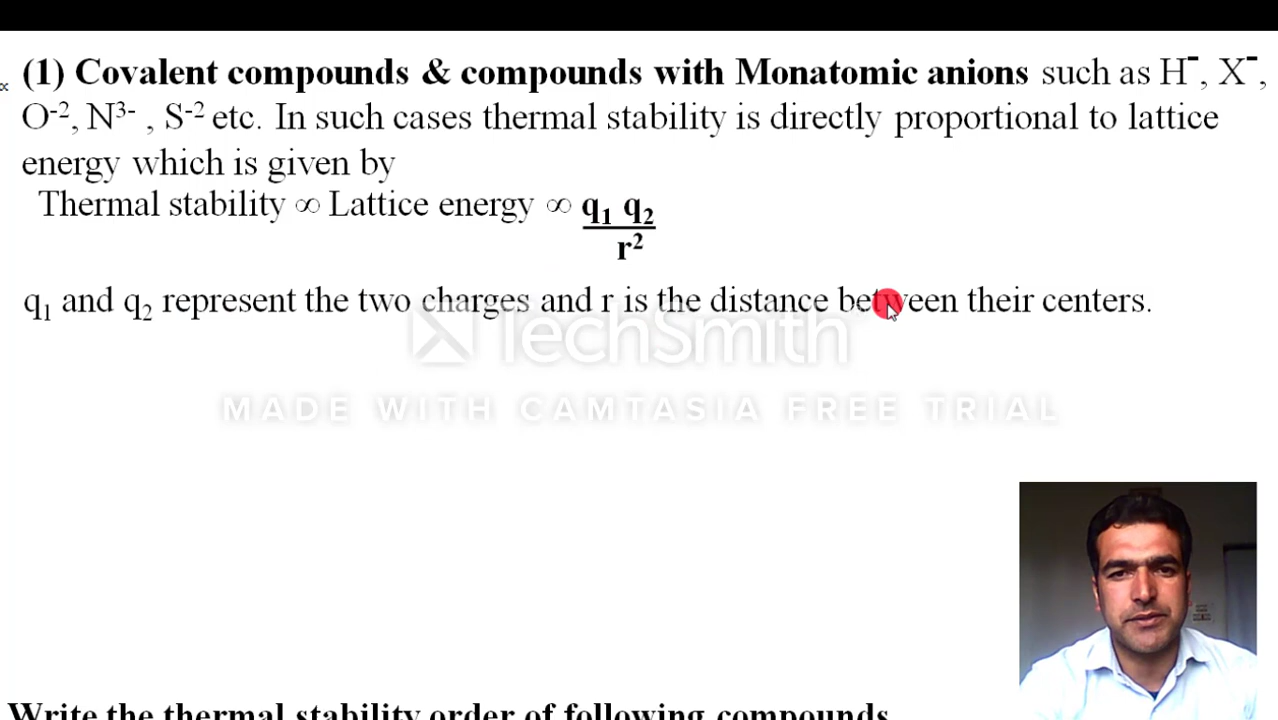 (1) Covalent compounds & compounds with Monatomic anions such as H⁻, X⁻,
O⁻², N³⁻ , S⁻² etc. In such cases thermal stability is directly proportional to lattice
energy which is given by
Thermal stability ∞ Lattice energy ∞ q₁ q₂
r²
q₁ and q₂ represent the two charges and r is the distance between their centers.
TechSmith
MADE WITH CAMTASIA FREE TRIAL
Write the thermal stability order of following compounds